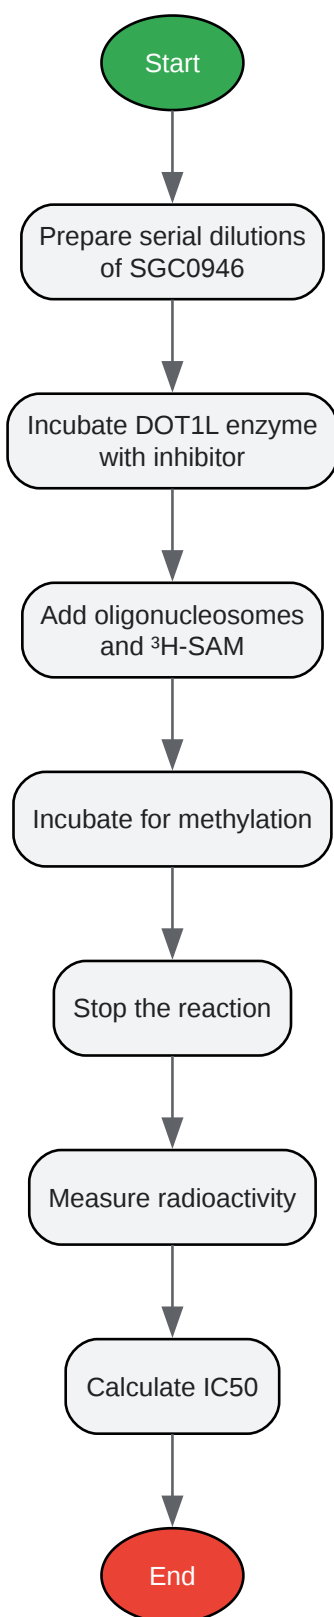 Start
Prepare serial dilutions
of SGC0946
Incubate DOT1L enzyme
with inhibitor
Add oligonucleosomes
and ³H-SAM
Incubate for methylation
Stop the reaction
Measure radioactivity
Calculate IC50
End